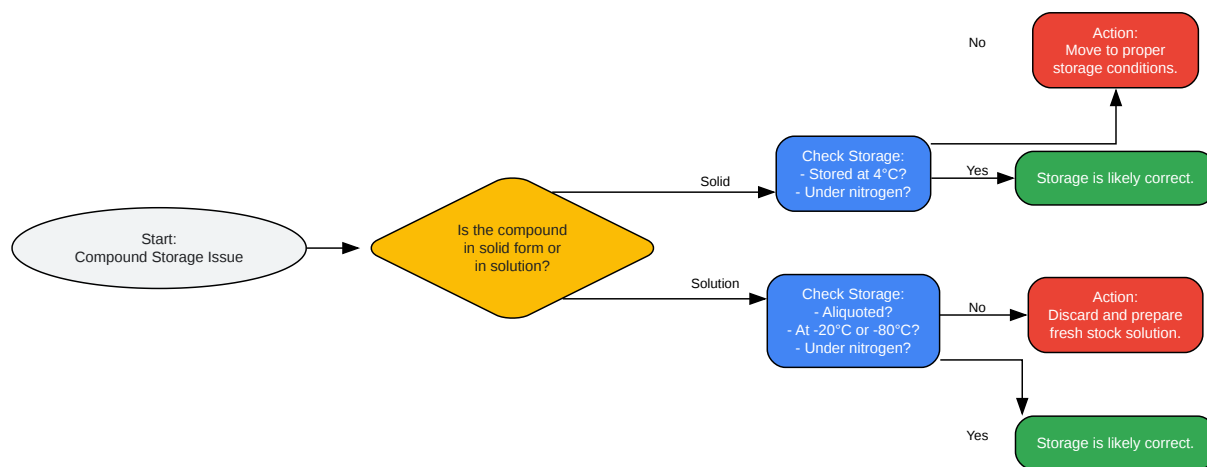 Start:
Compound Storage Issue
Is the compound
in solid form or
in solution?
Solid
Check Storage:
- Stored at 4°C?
- Under nitrogen?
No
Action:
Move to proper
storage conditions.
Yes
Storage is likely correct.
Solution
Check Storage:
- Aliquoted?
- At -20°C or -80°C?
- Under nitrogen?
No
Action:
Discard and prepare
fresh stock solution.
Yes
Storage is likely correct.